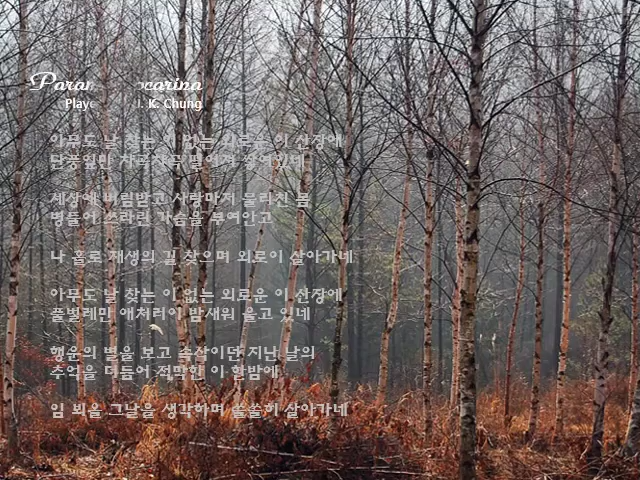 아무도 날 찾는 이 없는 외로운 이 산장에
단풍잎만 차곡차곡 떨어져 쌓여있네
세상에 버림받고 사랑마저 물리친 몸
병들어 쓰라린 가슴을 부여안고
나 홀로 재생의 길 찾으며 외로이 살아가네
아무도 날 찾는 이 없는 외로운 이 산장에
풀벌레만 애처러이 밤새워 울고 있네
행운의 별을 보고 속삭이던 지난 날의
추억을 더듬어 적막한 이 한밤에
임 뵈올 그날을 생각하며 쓸쓸히 살아가네
K. Chung